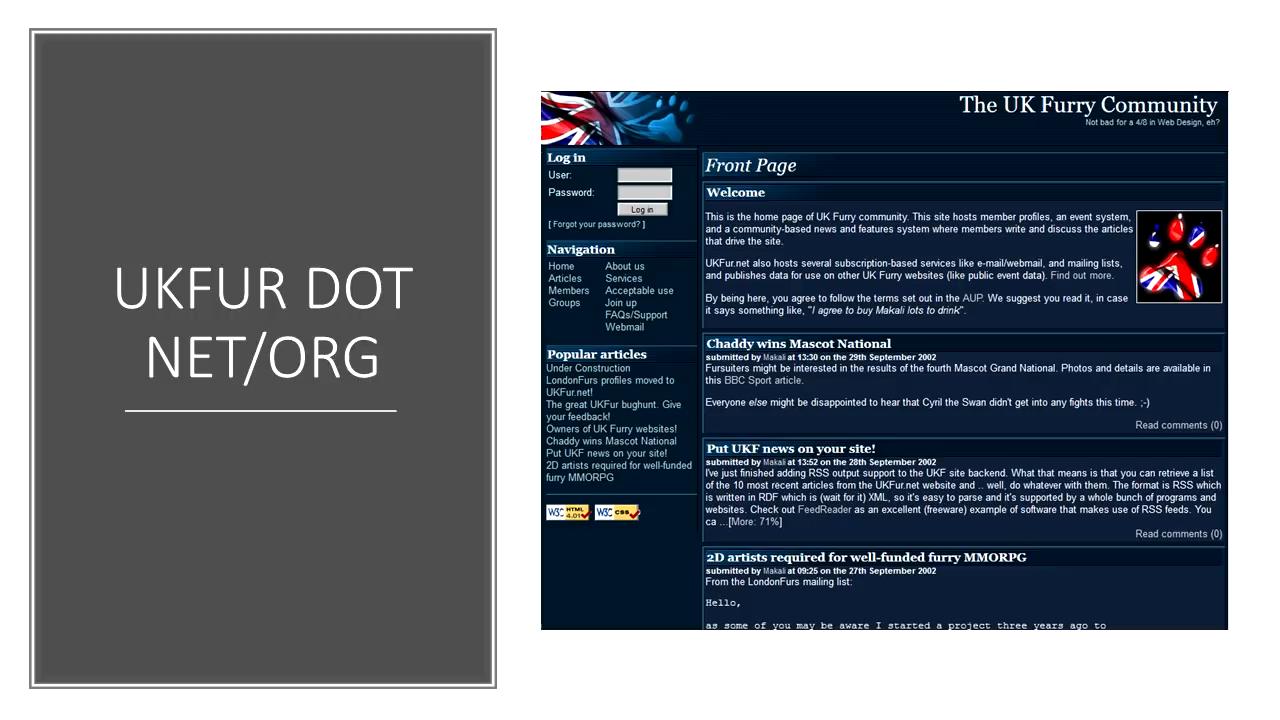 UKFUR DOT
NET/ORG
The UK Furry Community
Not bad for a 4/8 in Web Design, eh?
Log in
User:
Password:
Log in
[ Forgot your password? ]
Navigation
Home
Articles
Members
Groups
About us
Services
Acceptable use
Join up
FAQs/Support
Webmail
Popular articles
Under Construction
LondonFurs profiles moved to
UKFur.net!
The great UKFur bughunt. Give
your feedback!
Owners of UK Furry websites!
Chaddy wins Mascot National
Put UKF news on your site!
2D artists required for well-funded
furry MMORPG
W3C HTML 4.01
W3C CSS
Front Page
Welcome
This is the home page of UK Furry community. This site hosts member profiles, an event system,
and a community-based news and features system where members write and discuss the articles
that drive the site.
UKFur.net also hosts several subscription-based services like e-mail/webmail, and mailing lists,
and publishes data for use on other UK Furry websites (like public event data). Find out more.
By being here, you agree to follow the terms set out in the AUP. We suggest you read it, in case
it says something like, "I agree to buy Makali lots to drink".
Chaddy wins Mascot National
submitted by Makali at 13:30 on the 29th September 2002
Fursuiters might be interested in the results of the fourth Mascot Grand National. Photos and details are available in
this BBC Sport article.
Everyone else might be disappointed to hear that Cyril the Swan didn't get into any fights this time. ;-)
Read comments (0)
Put UKF news on your site!
submitted by Makali at 13:52 on the 28th September 2002
I've just finished adding RSS output support to the UKF site backend. What that means is that you can retrieve a list
of the 10 most recent articles from the UKFur.net website and .. well, do whatever with them. The format is RSS which
is written in RDF which is (wait for it) XML, so it's easy to parse and it's supported by a whole bunch of programs and
websites. Check out FeedReader as an excellent (freeware) example of software that makes use of RSS feeds. You
ca ...[More: 71%]
Read comments (0)
2D artists required for well-funded furry MMORPG
submitted by Makali at 09:25 on the 27th September 2002
From the LondonFurs mailing list:
Hello,
as some of you may be aware I started a project three years ago to